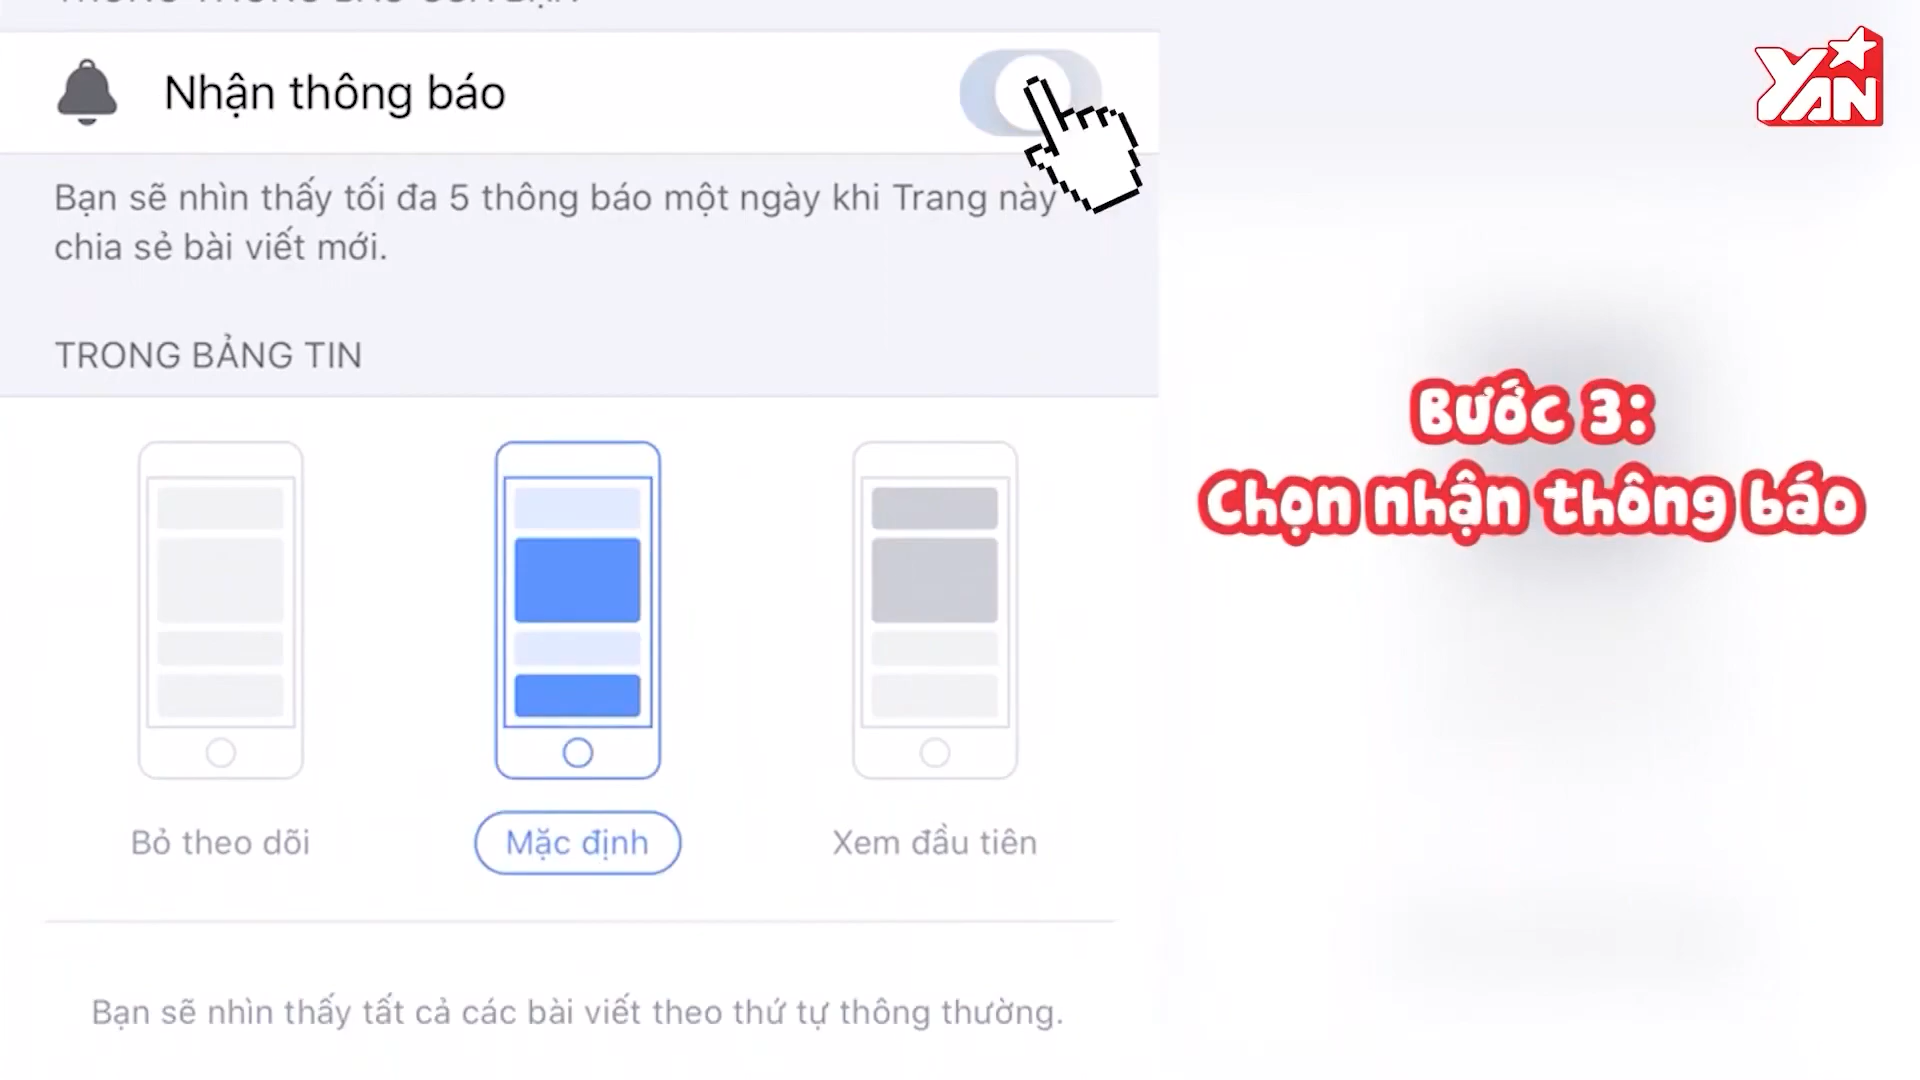 Nhận thông báo
Bạn sẽ nhìn thấy tối đa 5 thông báo một ngày khi Trang này
chia sẻ bài viết mới.
TRONG BẢNG TIN
Bỏ theo dõi
Mặc định
Xem đầu tiên
Bạn sẽ nhìn thấy tất cả các bài viết theo thứ tự thông thường.
YAN
Bước 3:
Chọn nhận thông báo